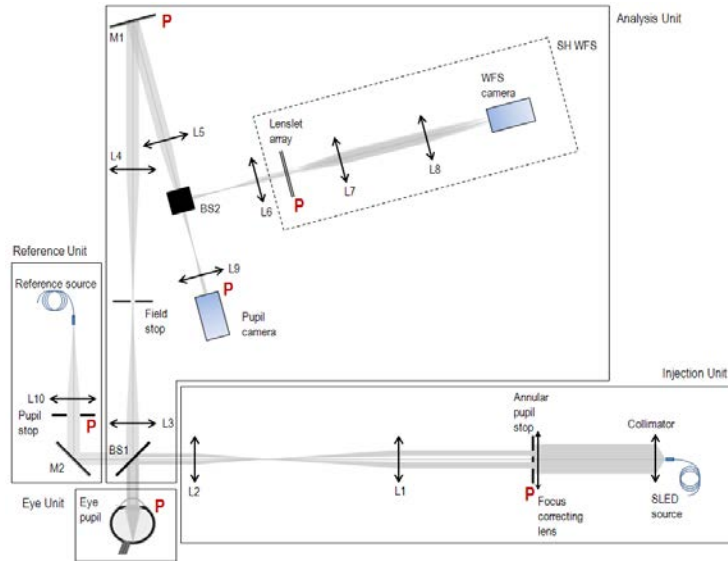 Analysis Unit
M1
P
SH WFS
WFS
camera
Lenslet
array
L5
L4
L8
L7
L6
BS2
P
L9
P
Pupil
camera
Reference Unit
Reference source
Field
stop
Injection Unit
L10
Pupil
stop
P
L3
Annular
pupil
stop
Collimator
BS1
M2
L2
L1
P
Focus
correcting
lens
SLED
source
Eye Unit
Eye
pupil
P